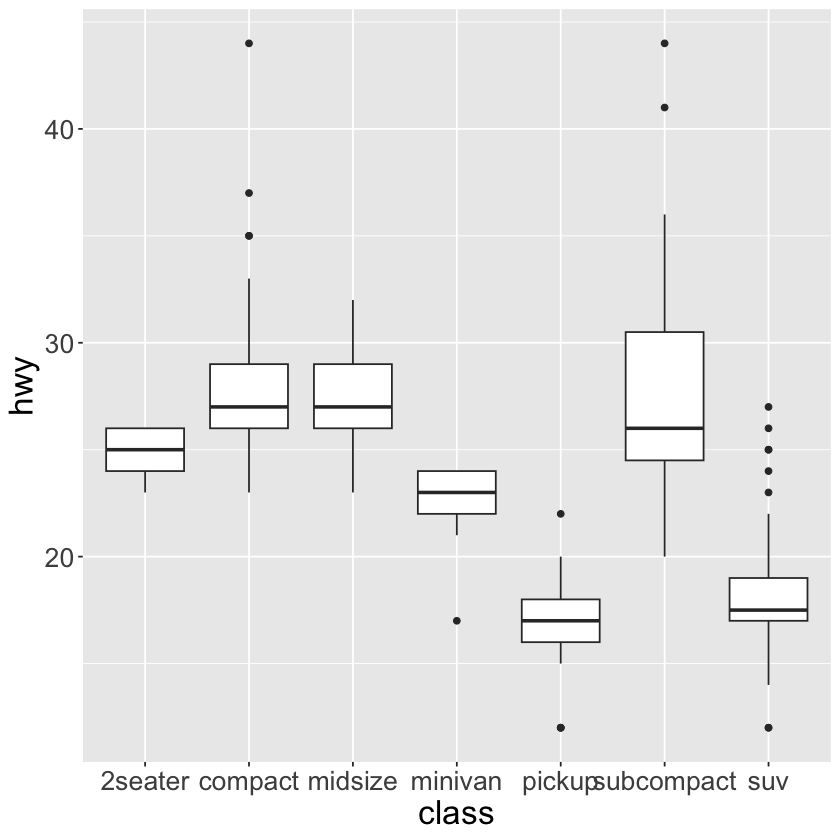 hwy
40
30
20
2seater compact midsize minivan pickup subcompact suv
class